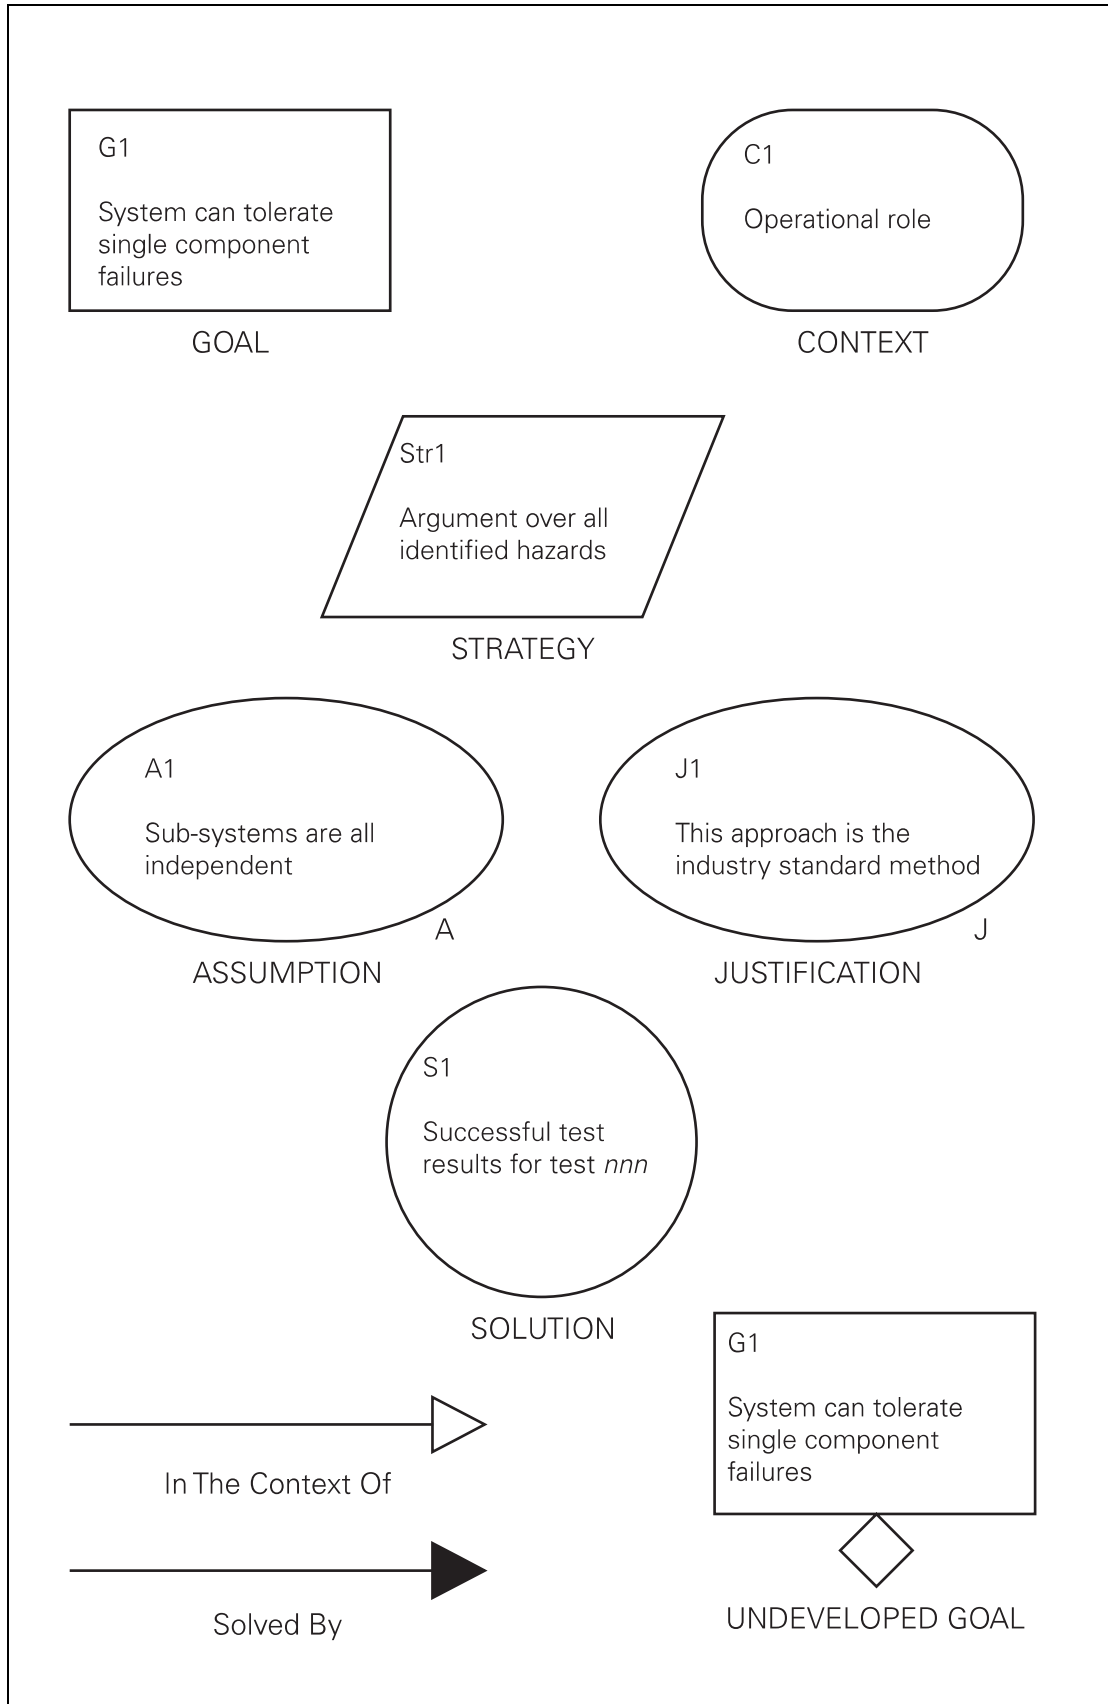 G1
System can tolerate
single component
failures
GOAL
C1
Operational role
CONTEXT
Str1
Argument over all
identified hazards
STRATEGY
A1
Sub-systems are all
independent
A
ASSUMPTION
J1
This approach is the
industry standard method
J
JUSTIFICATION
S1
Successful test
results for test nnn
SOLUTION
In The Context Of
Solved By
G1
System can tolerate
single component
failures
UNDEVELOPED GOAL